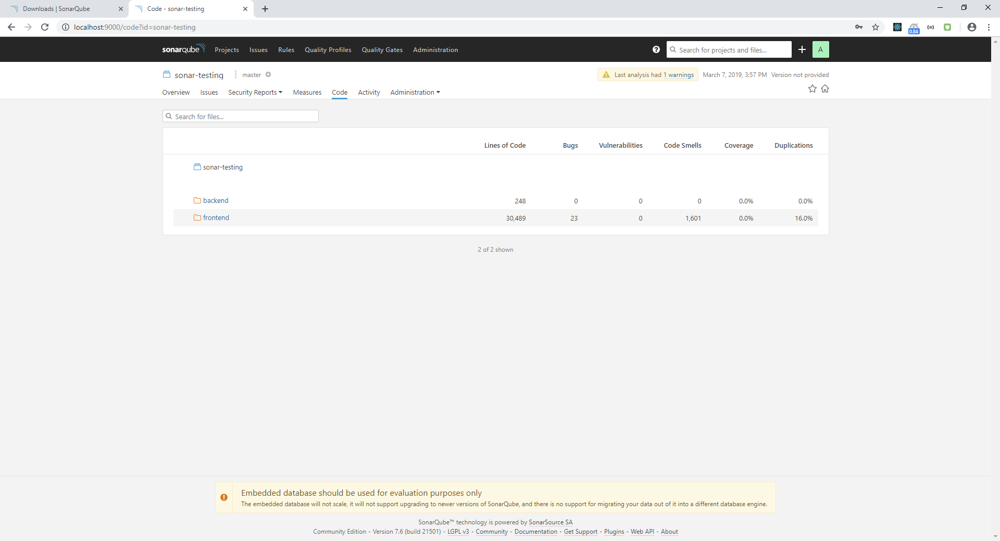 Downloads | SonarQube
Code - sonar-testing
localhost:9000/code?id=sonar-testing
0.84
sonarqube Projects Issues Rules Quality Profiles Quality Gates Administration
Search for projects and files...
A
sonar-testing master
Last analysis had 1 warnings March 7, 2019, 3:57 PM Version not provided
Overview Issues Security Reports Measures Code Activity Administration
Search for files...
Lines of Code Bugs Vulnerabilities Code Smells Coverage Duplications
sonar-testing
backend 248 0 0 0 0.0% 0.0%
frontend 30,489 23 0 1,601 0.0% 16.0%
2 of 2 shown
Embedded database should be used for evaluation purposes only
The embedded database will not scale, it will not support upgrading to newer versions of SonarQube, and there is no support for migrating your data out of it into a different database engine.
SonarQube™ technology is powered by SonarSource SA
Community Edition - Version 7.6 (build 21501) - LGPL v3 - Community - Documentation - Get Support - Plugins - Web API - About